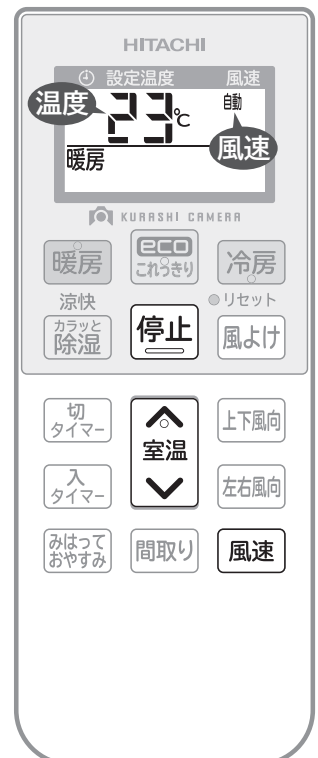 HITACHI
設定温度 風速
温度 23℃ 自動
暖房 風速
KURASHI CAMERA
暖房 eco これっきり 冷房
涼快 リセット
カラッと除湿 停止 風よけ
切タイマー 室温 上下風向
入タイマー 左右風向
みはっておやすみ 間取り 風速